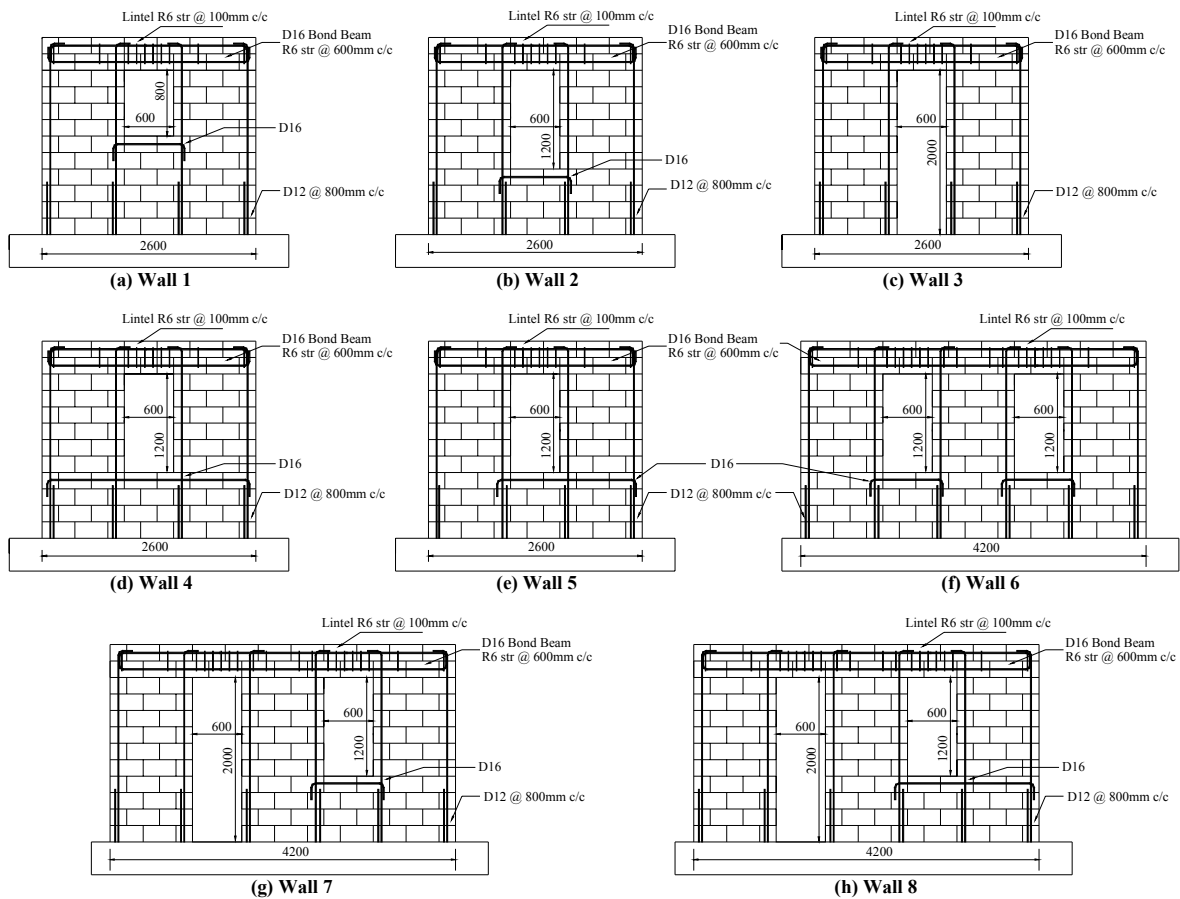 Lintel R6 str @ 100mm c/c
D16 Bond Beam
R6 str @ 600mm c/c
800
600
D16
D12 @ 800mm c/c
2600
(a) Wall 1
Lintel R6 str @ 100mm c/c
D16 Bond Beam
R6 str @ 600mm c/c
600
1200
D16
D12 @ 800mm c/c
2600
(b) Wall 2
Lintel R6 str @ 100mm c/c
D16 Bond Beam
R6 str @ 600mm c/c
600
2000
D12 @ 800mm c/c
2600
(c) Wall 3
Lintel R6 str @ 100mm c/c
D16 Bond Beam
R6 str @ 600mm c/c
600
1200
D16
D12 @ 800mm c/c
2600
(d) Wall 4
Lintel R6 str @ 100mm c/c
D16 Bond Beam
R6 str @ 600mm c/c
600
1200
D16
D12 @ 800mm c/c
2600
(e) Wall 5
Lintel R6 str @ 100mm c/c
600
1200
600
1200
4200
(f) Wall 6
Lintel R6 str @ 100mm c/c
D16 Bond Beam
R6 str @ 600mm c/c
600
2000
600
1200
D16
D12 @ 800mm c/c
4200
(g) Wall 7
Lintel R6 str @ 100mm c/c
D16 Bond Beam
R6 str @ 600mm c/c
600
2000
600
1200
D16
D12 @ 800mm c/c
4200
(h) Wall 8